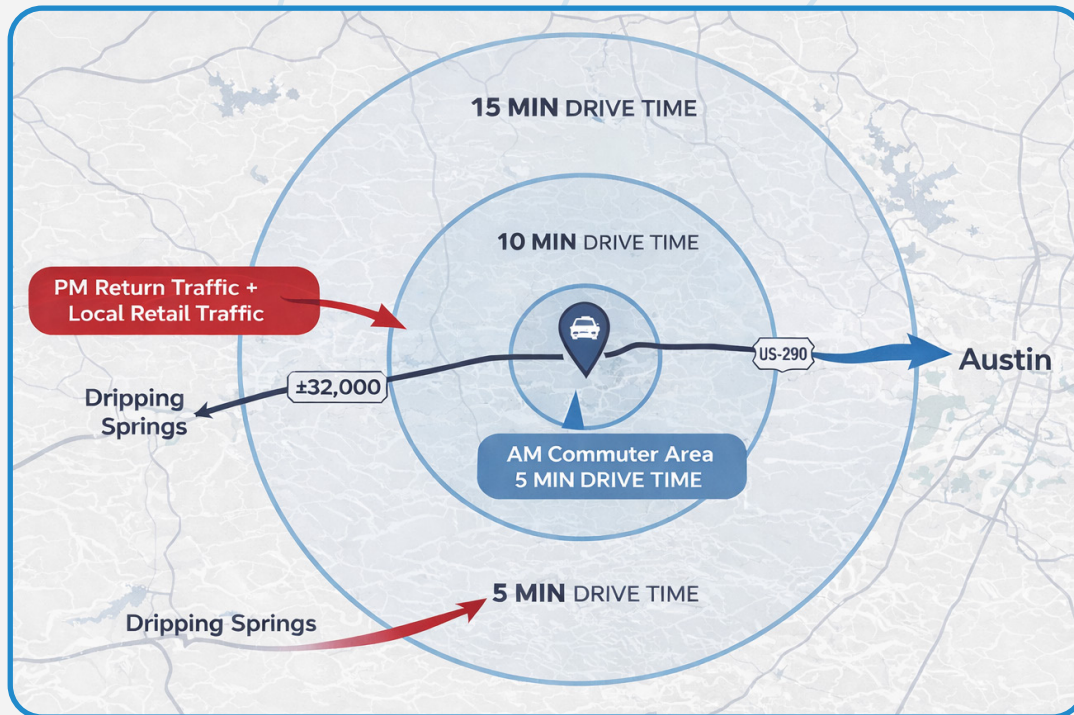 15 MIN DRIVE TIME
10 MIN DRIVE TIME
PM Return Traffic +
Local Retail Traffic
US-290
Austin
±32,000
Dripping
Springs
AM Commuter Area
5 MIN DRIVE TIME
5 MIN DRIVE TIME
Dripping Springs